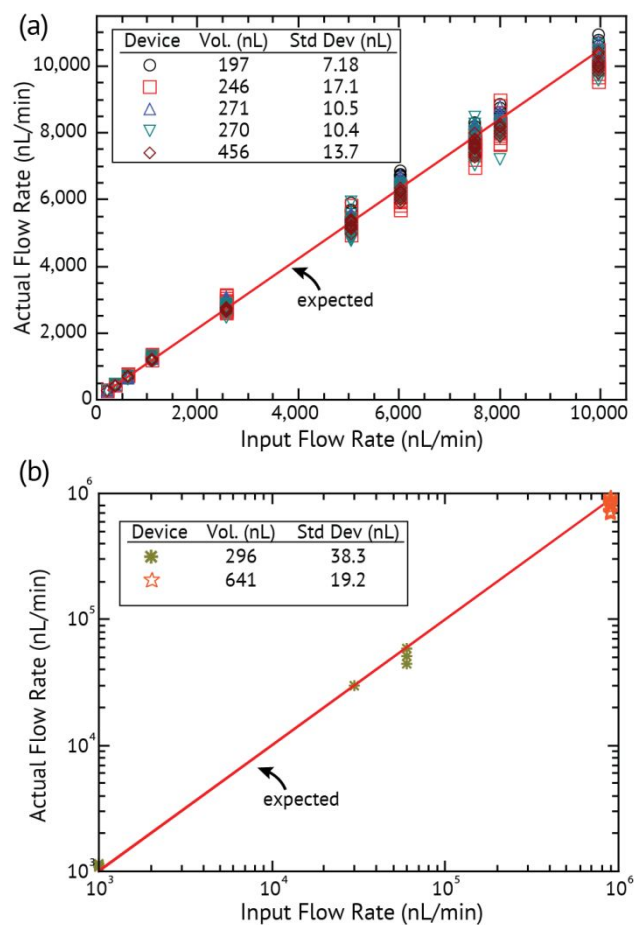 (a)
Device Vol. (nL) Std Dev (nL)
197 7.18
246 17.1
271 10.5
270 10.4
456 13.7
10,000
8,000
6,000
4,000
2,000
0
expected
Actual Flow Rate (nL/min)
0 2,000 4,000 6,000 8,000 10,000
Input Flow Rate (nL/min)
(b)
10⁶
Device Vol. (nL) Std Dev (nL)
296 38.3
641 19.2
10⁵
10⁴
10³
expected
Actual Flow Rate (nL/min)
10³ 10⁴ 10⁵ 10⁶
Input Flow Rate (nL/min)